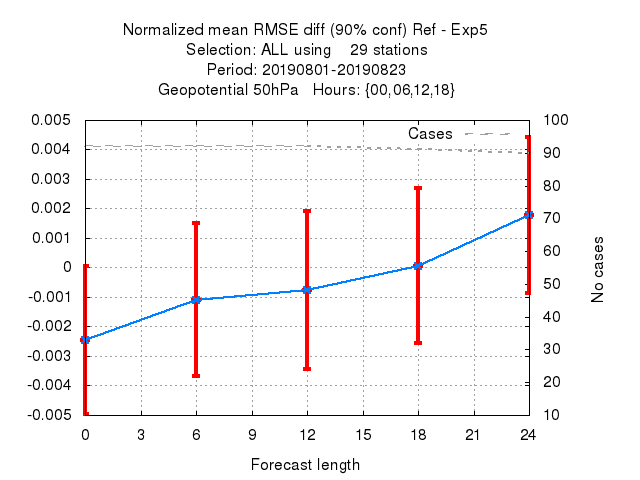 Normalized mean RMSE diff (90% conf) Ref - Exp5
Selection: ALL using    29 stations
Period: 20190801-20190823
Geopotential 50hPa   Hours: {00,06,12,18}
Cases
0.005
0.004
0.003
0.002
0.001
0
-0.001
-0.002
-0.003
-0.004
-0.005
100
90
80
70
60
50
40
30
20
10
No cases
0 3 6 9 12 15 18 21 24
Forecast length